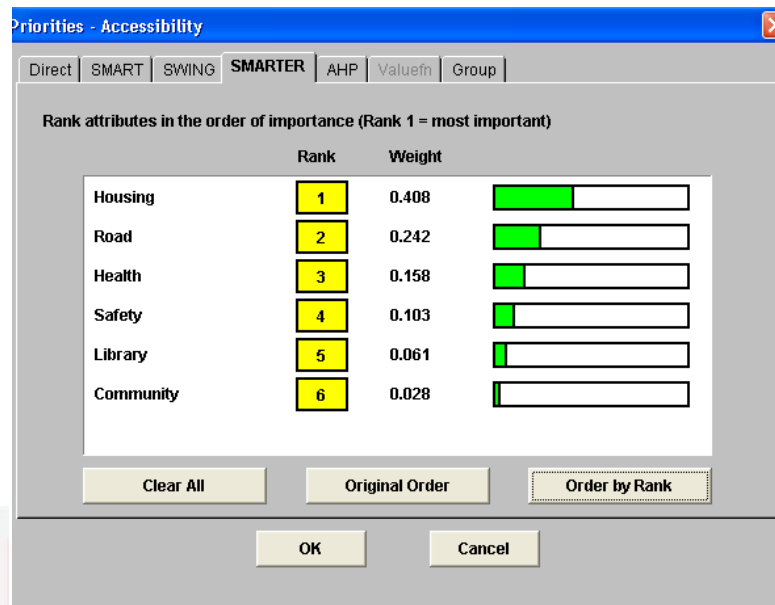 Priorities - Accessibility
Direct SMART SWING SMARTER AHP Valuefn Group
Rank attributes in the order of importance (Rank 1 = most important)
Rank Weight
Housing 1 0.408
Road 2 0.242
Health 3 0.158
Safety 4 0.103
Library 5 0.061
Community 6 0.028
Clear All Original Order Order by Rank
OK Cancel